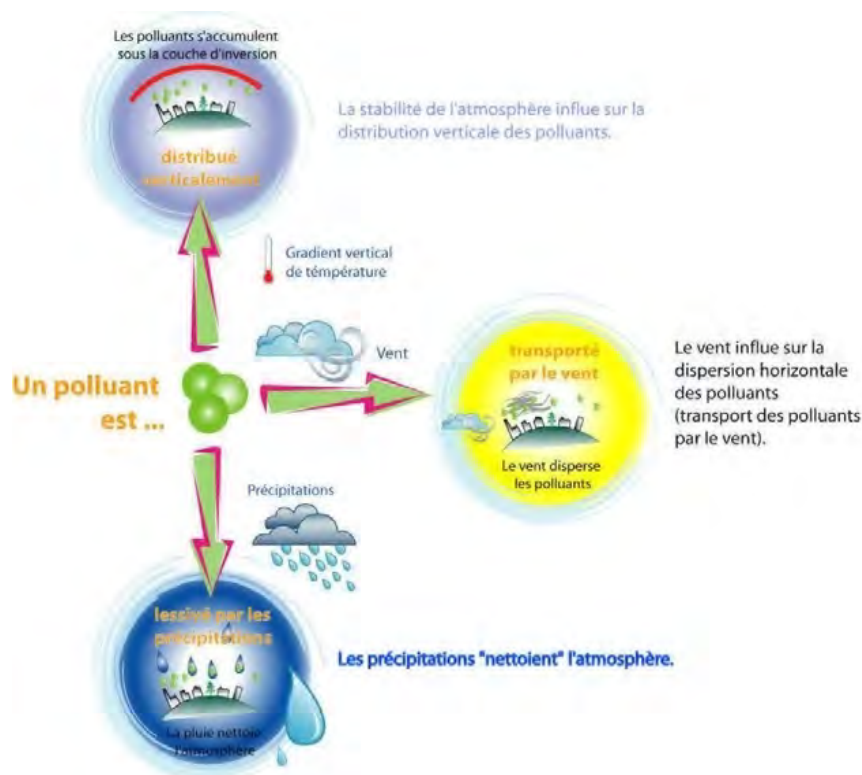 Les polluants s'accumulent
sous la couche d'inversion
distribué
verticalement
La stabilité de l'atmosphère influe sur la
distribution verticale des polluants.
Gradient vertical
de témpérature
Vent
Un polluant
est ...
transporté
par le vent
Le vent disperse
les polluants
Le vent influe sur la
dispersion horizontale
des polluants
(transport des polluants
par le vent).
Précipitations
lessivé par les
précipitations
La pluie nettoie
l'atmosphère
Les précipitations "nettoient" l'atmosphère.